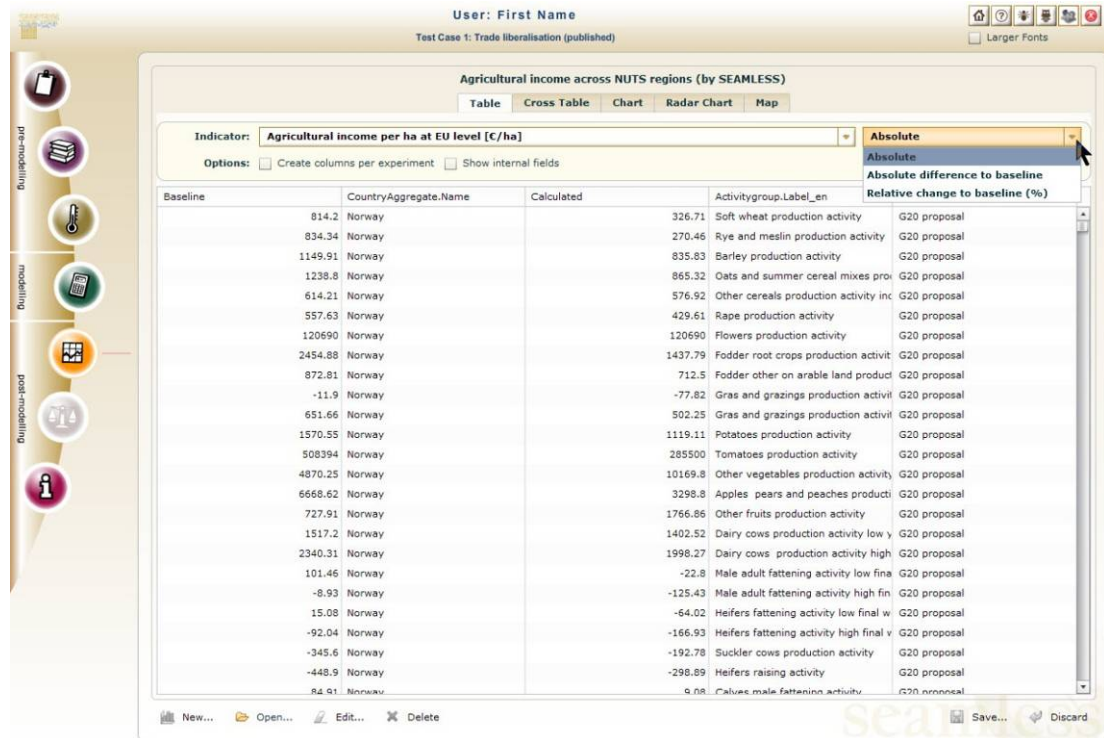 User: First Name
Test Case 1: Trade liberalisation (published)
Larger Fonts
pre-modelling
modelling
post-modelling
Agricultural income across NUTS regions (by SEAMLESS)
Table Cross Table Chart Radar Chart Map
Indicator: Agricultural income per ha at EU level [€/ha] Absolute
Options: Create columns per experiment Show internal fields
Absolute
Absolute difference to baseline
Relative change to baseline (%)
Baseline CountryAggregate.Name Calculated Activitygroup.Label_en
814.2 Norway 326.71 Soft wheat production activity G20 proposal
834.34 Norway 270.46 Rye and meslin production activity G20 proposal
1149.91 Norway 835.83 Barley production activity G20 proposal
1238.8 Norway 865.32 Oats and summer cereal mixes pro G20 proposal
614.21 Norway 576.92 Other cereals production activity inc G20 proposal
557.63 Norway 429.61 Rape production activity G20 proposal
120690 Norway 120690 Flowers production activity G20 proposal
2454.88 Norway 1437.79 Fodder root crops production activit G20 proposal
872.81 Norway 712.5 Fodder other on arable land product G20 proposal
-11.9 Norway -77.82 Gras and grazings production activit G20 proposal
651.66 Norway 502.25 Gras and grazings production activit G20 proposal
1570.55 Norway 1119.11 Potatoes production activity G20 proposal
508394 Norway 285500 Tomatoes production activity G20 proposal
4870.25 Norway 10169.8 Other vegetables production activity G20 proposal
6668.62 Norway 3298.8 Apples pears and peaches producti G20 proposal
727.91 Norway 1766.86 Other fruits production activity G20 proposal
1517.2 Norway 1402.52 Dairy cows production activity low y G20 proposal
2340.31 Norway 1998.27 Dairy cows production activity high G20 proposal
101.46 Norway -22.8 Male adult fattening activity low fina G20 proposal
-8.93 Norway -125.43 Male adult fattening activity high fin G20 proposal
15.08 Norway -64.02 Heifers fattening activity low final w G20 proposal
-92.04 Norway -166.93 Heifers fattening activity high final v G20 proposal
-345.6 Norway -192.78 Suckler cows production activity G20 proposal
-448.9 Norway -298.89 Heifers raising activity G20 proposal
84.91 Norway 9.08 Calves male fattening activity G20 proposal
New... Open... Edit... Delete Save... Discard
seamless